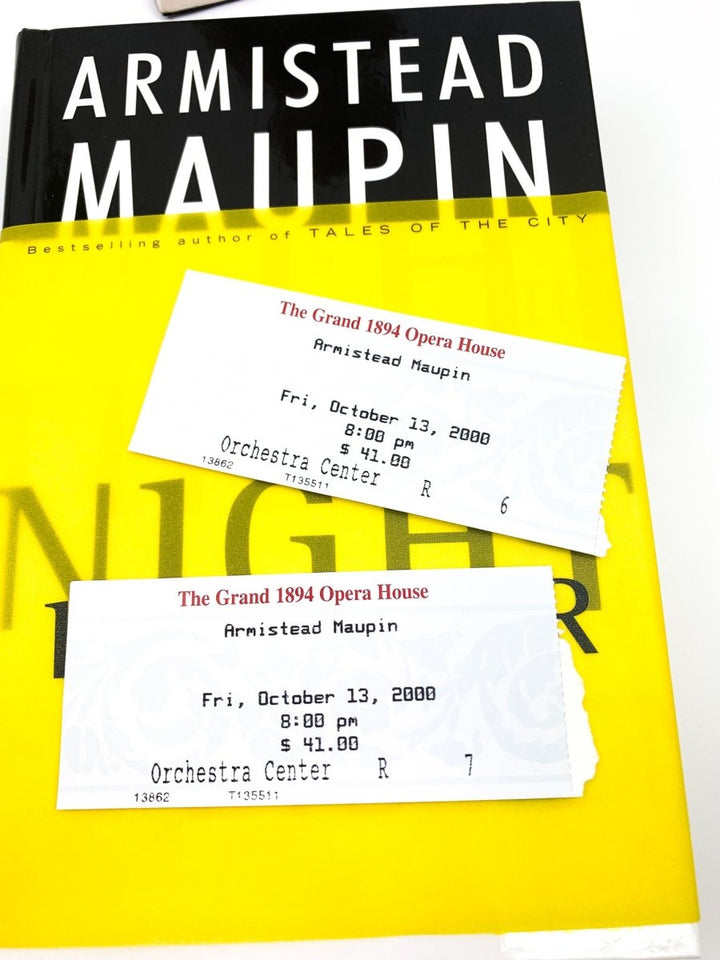 ARMISTEAD
MAUPIN
Bestselling author of TALES OF THE CITY
The Grand 1894 Opera House
Armistead Maupin
Fri, October 13, 2000
8:00 pm
$ 41.00
Orchestra Center R 6
13862 T135511
NIGHT
The Grand 1894 Opera House
Armistead Maupin
Fri, October 13, 2000
8:00 pm
$ 41.00
Orchestra Center R 7
13862 T135511